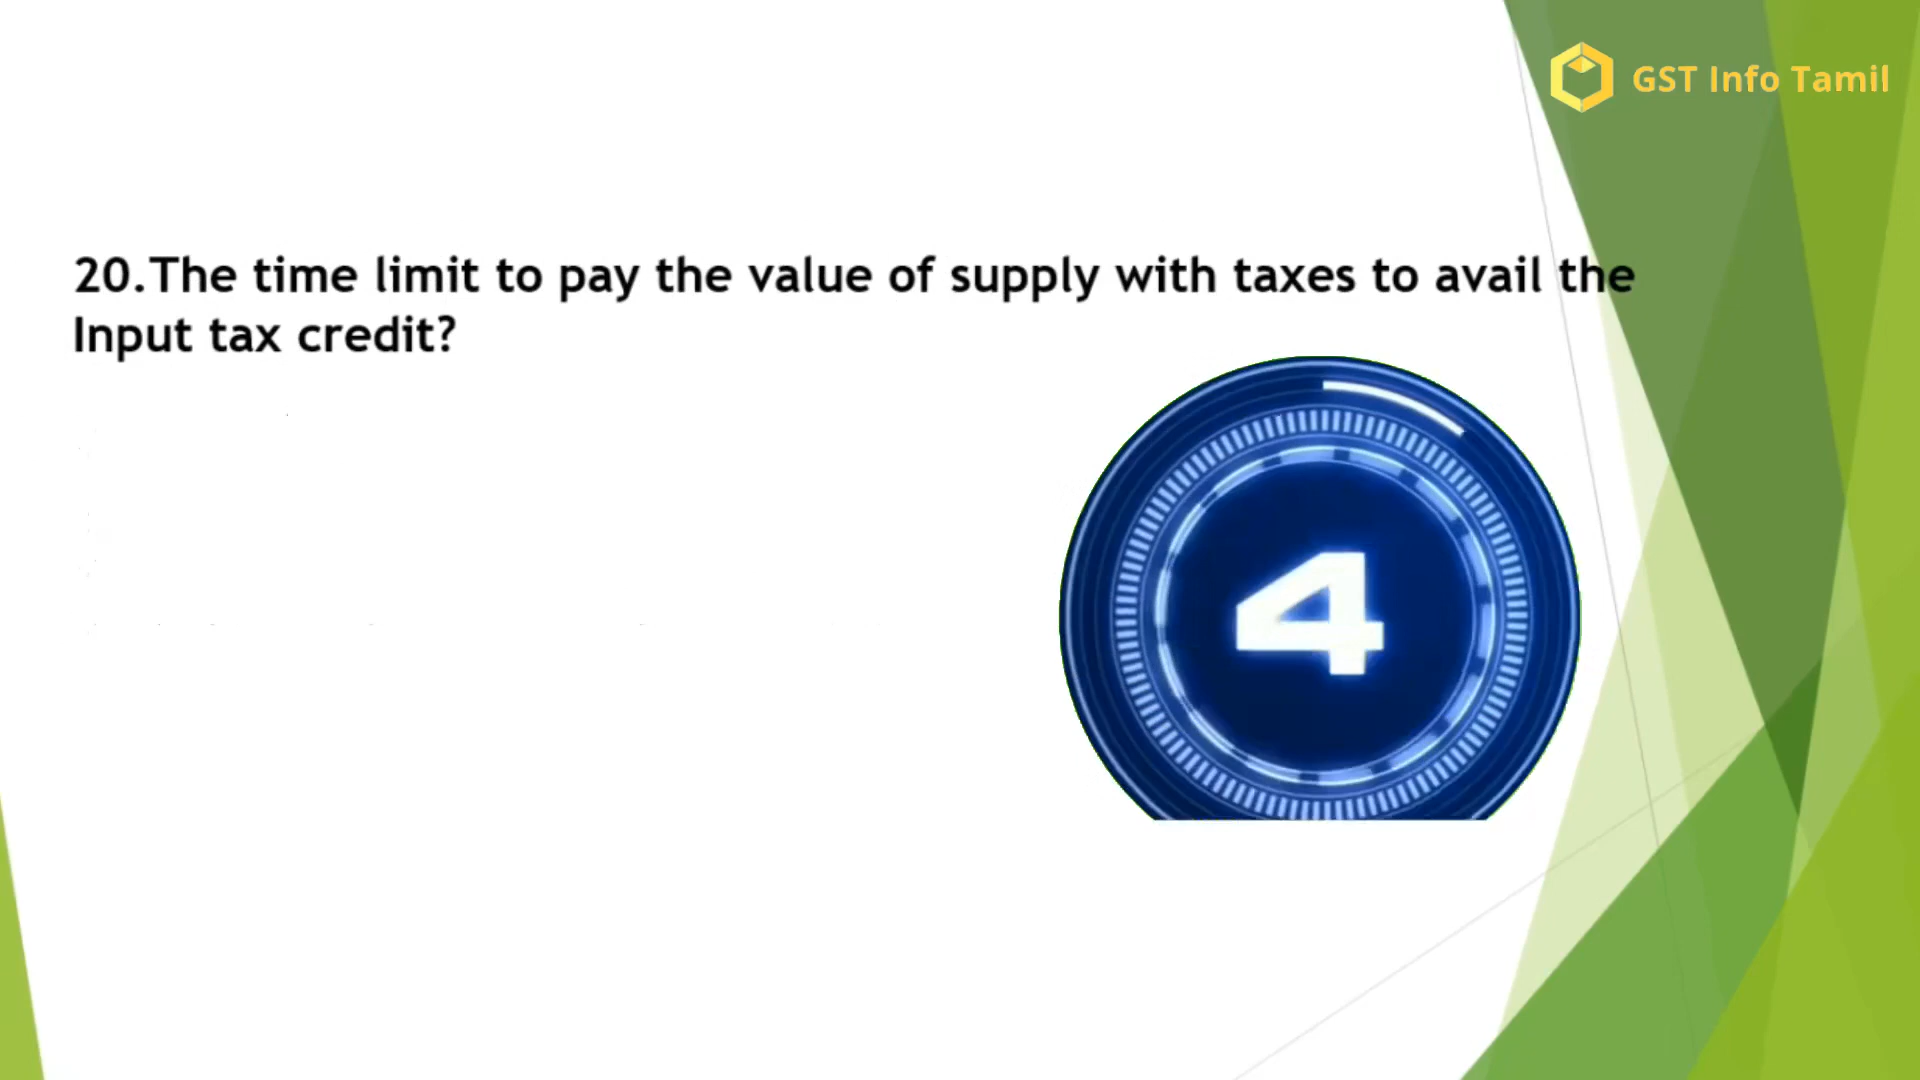 GST Info Tamil
20.The time limit to pay the value of supply with taxes to avail the
Input tax credit?
4